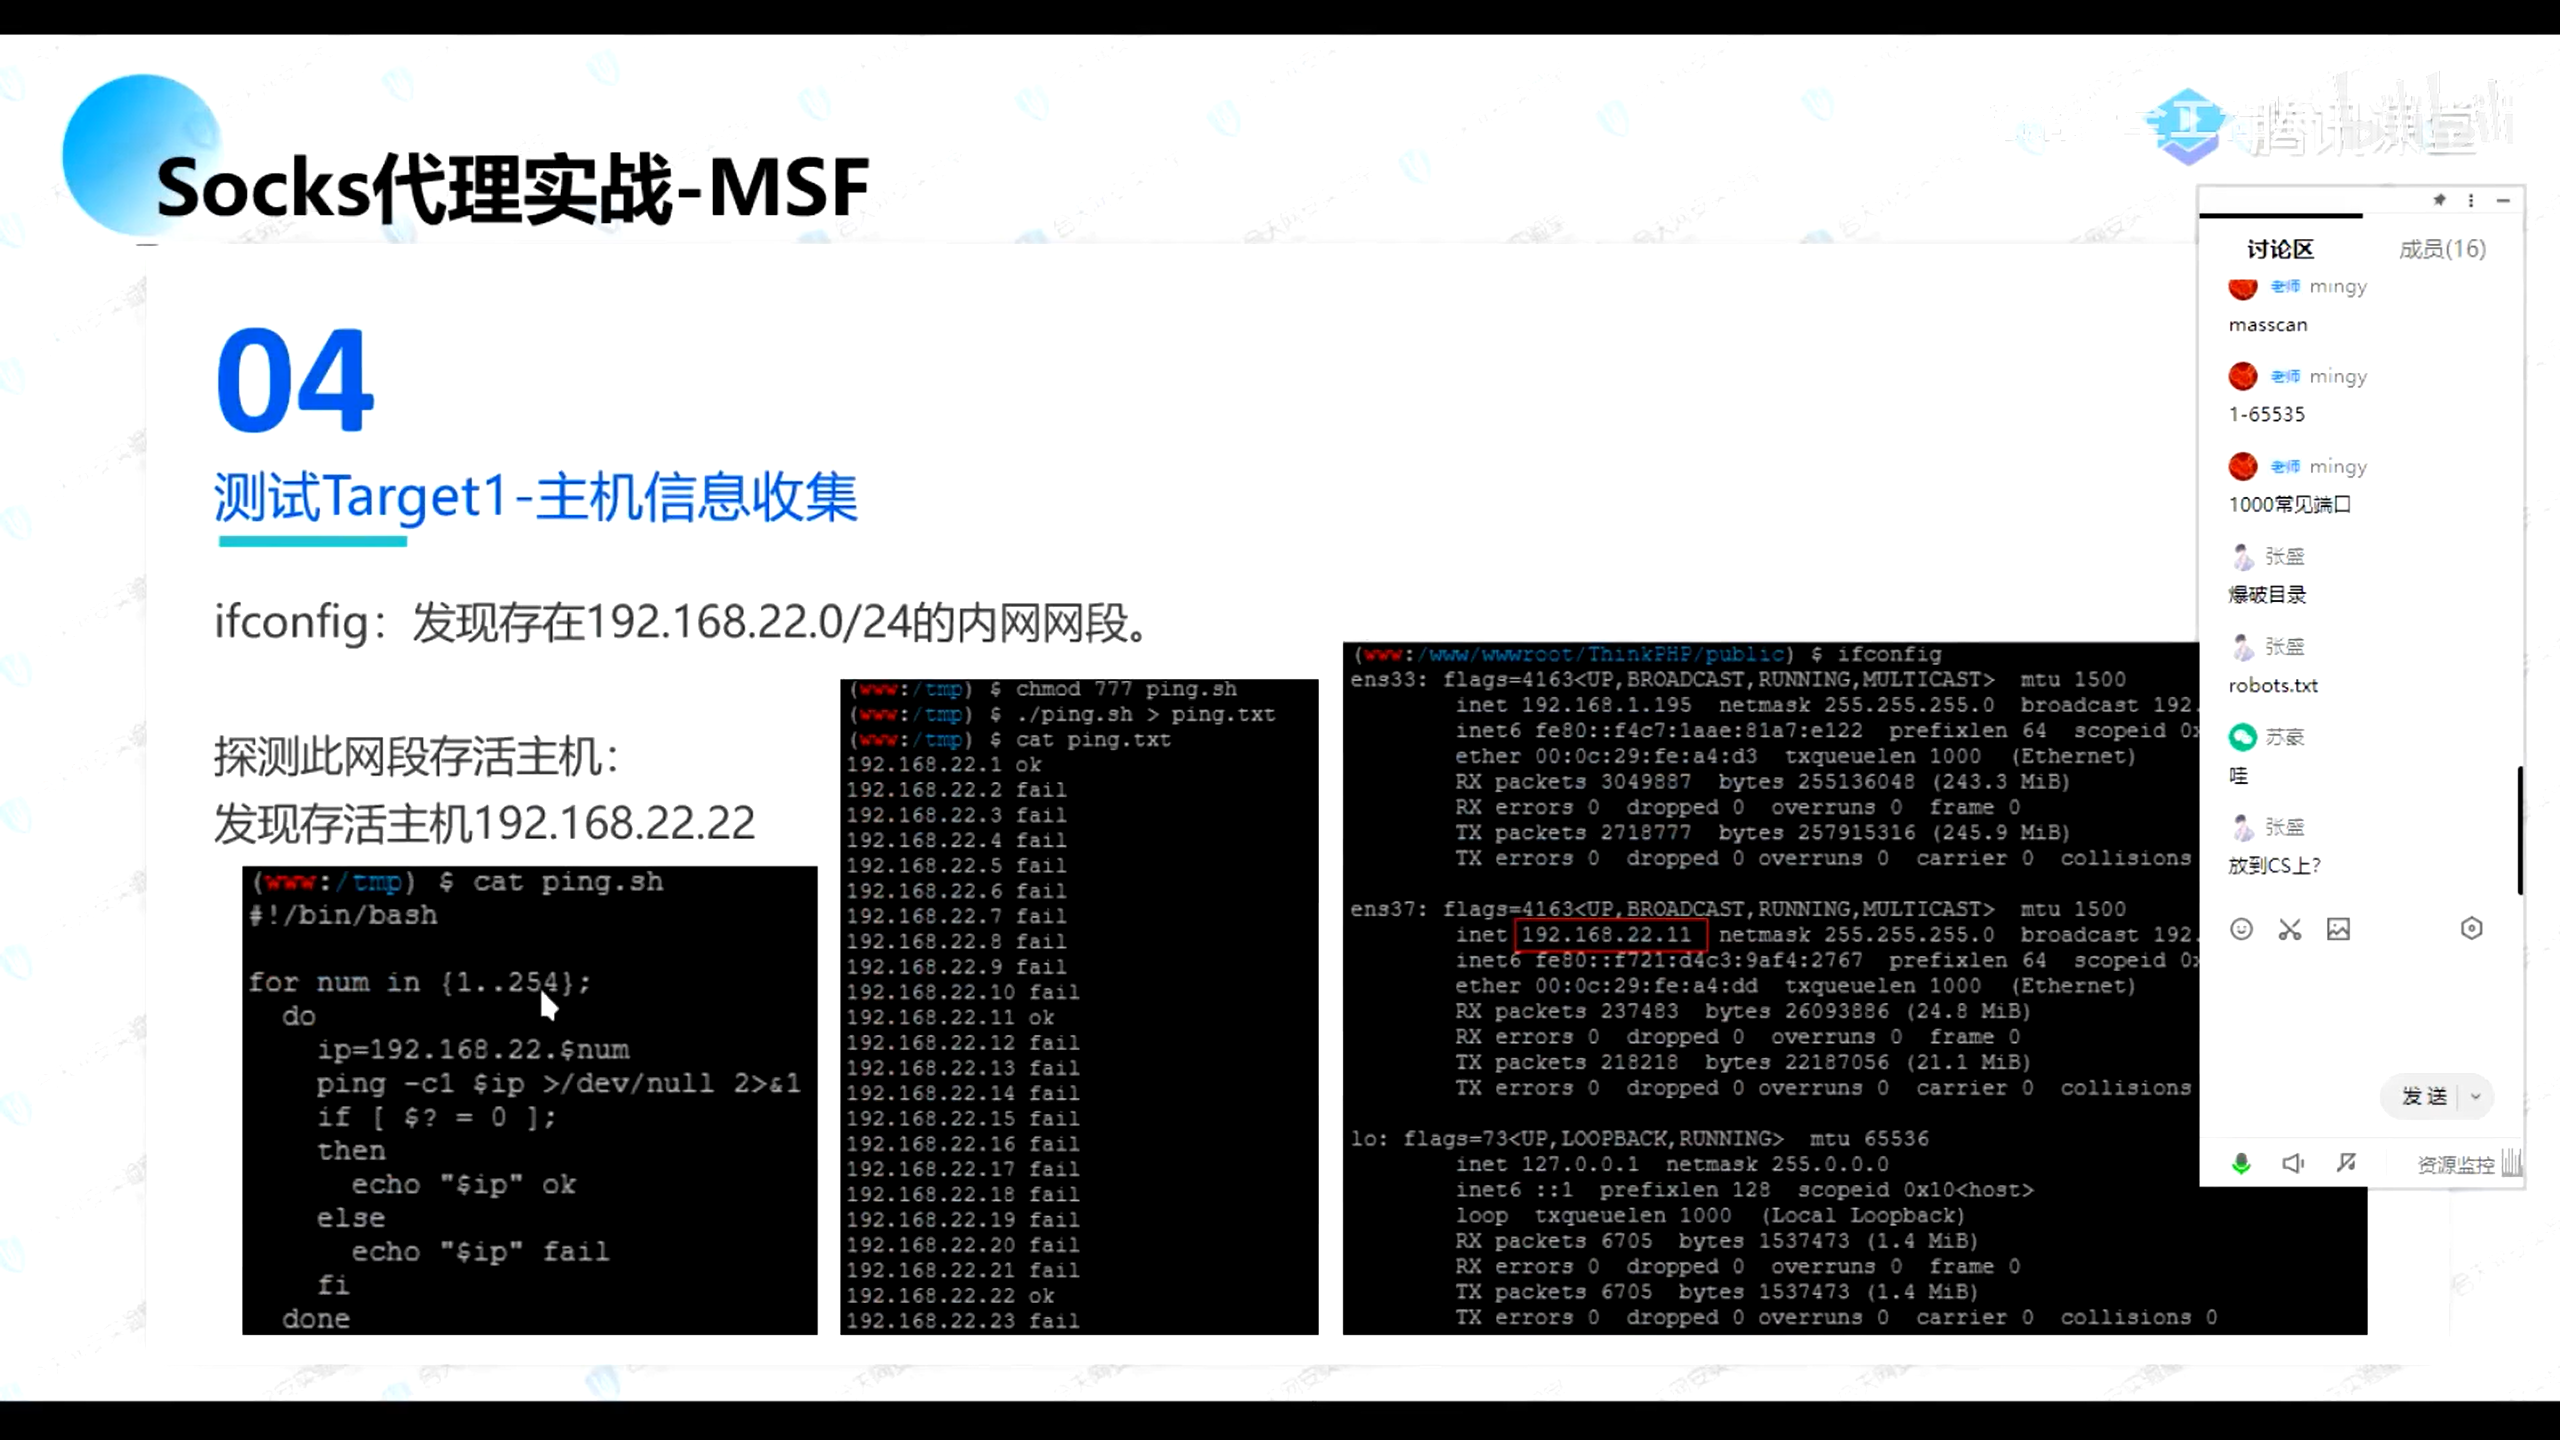 Socks代理实战-MSF
腾讯课堂
04
测试Target1-主机信息收集
ifconfig：发现存在192.168.22.0/24的内网网段。
探测此网段存活主机：
发现存活主机192.168.22.22
(www:/tmp) $ cat ping.sh
#!/bin/bash
for num in {1..254};
do
ip=192.168.22.$num
ping -c1 $ip >/dev/null 2>&1
if [ $? = 0 ];
then
echo "$ip" ok
else
echo "$ip" fail
fi
done
(www:/tmp) $ chmod 777 ping.sh
(www:/tmp) $ ./ping.sh > ping.txt
(www:/tmp) $ cat ping.txt
192.168.22.1 ok
192.168.22.2 fail
192.168.22.3 fail
192.168.22.4 fail
192.168.22.5 fail
192.168.22.6 fail
192.168.22.7 fail
192.168.22.8 fail
192.168.22.9 fail
192.168.22.10 fail
192.168.22.11 ok
192.168.22.12 fail
192.168.22.13 fail
192.168.22.14 fail
192.168.22.15 fail
192.168.22.16 fail
192.168.22.17 fail
192.168.22.18 fail
192.168.22.19 fail
192.168.22.20 fail
192.168.22.21 fail
192.168.22.22 ok
192.168.22.23 fail
(www:/www/wwwroot/ThinkPHP/public) $ ifconfig
ens33: flags=4163<UP,BROADCAST,RUNNING,MULTICAST> mtu 1500
inet 192.168.1.195 netmask 255.255.255.0 broadcast 192.
inet6 fe80::f4c7:1aae:81a7:e122 prefixlen 64 scopeid 0x
ether 00:0c:29:fe:a4:d3 txqueuelen 1000 (Ethernet)
RX packets 3049887 bytes 255136048 (243.3 MiB)
RX errors 0 dropped 0 overruns 0 frame 0
TX packets 2718777 bytes 257915316 (245.9 MiB)
TX errors 0 dropped 0 overruns 0 carrier 0 collisions
ens37: flags=4163<UP,BROADCAST,RUNNING,MULTICAST> mtu 1500
inet 192.168.22.11 netmask 255.255.255.0 broadcast 192.
inet6 fe80::f721:d4c3:9af4:2767 prefixlen 64 scopeid 0x
ether 00:0c:29:fe:a4:dd txqueuelen 1000 (Ethernet)
RX packets 237483 bytes 26093886 (24.8 MiB)
RX errors 0 dropped 0 overruns 0 frame 0
TX packets 218218 bytes 22187056 (21.1 MiB)
TX errors 0 dropped 0 overruns 0 carrier 0 collisions
lo: flags=73<UP,LOOPBACK,RUNNING> mtu 65536
inet 127.0.0.1 netmask 255.0.0.0
inet6 ::1 prefixlen 128 scopeid 0x10<host>
loop txqueuelen 1000 (Local Loopback)
RX packets 6705 bytes 1537473 (1.4 MiB)
RX errors 0 dropped 0 overruns 0 frame 0
TX packets 6705 bytes 1537473 (1.4 MiB)
TX errors 0 dropped 0 overruns 0 carrier 0 collisions 0
讨论区 成员(16)
老师 mingy
masscan
老师 mingy
1-65535
老师 mingy
1000常见端口
张盛
爆破目录
张盛
robots.txt
苏豪
哇
张盛
放到CS上?
发送
资源监控